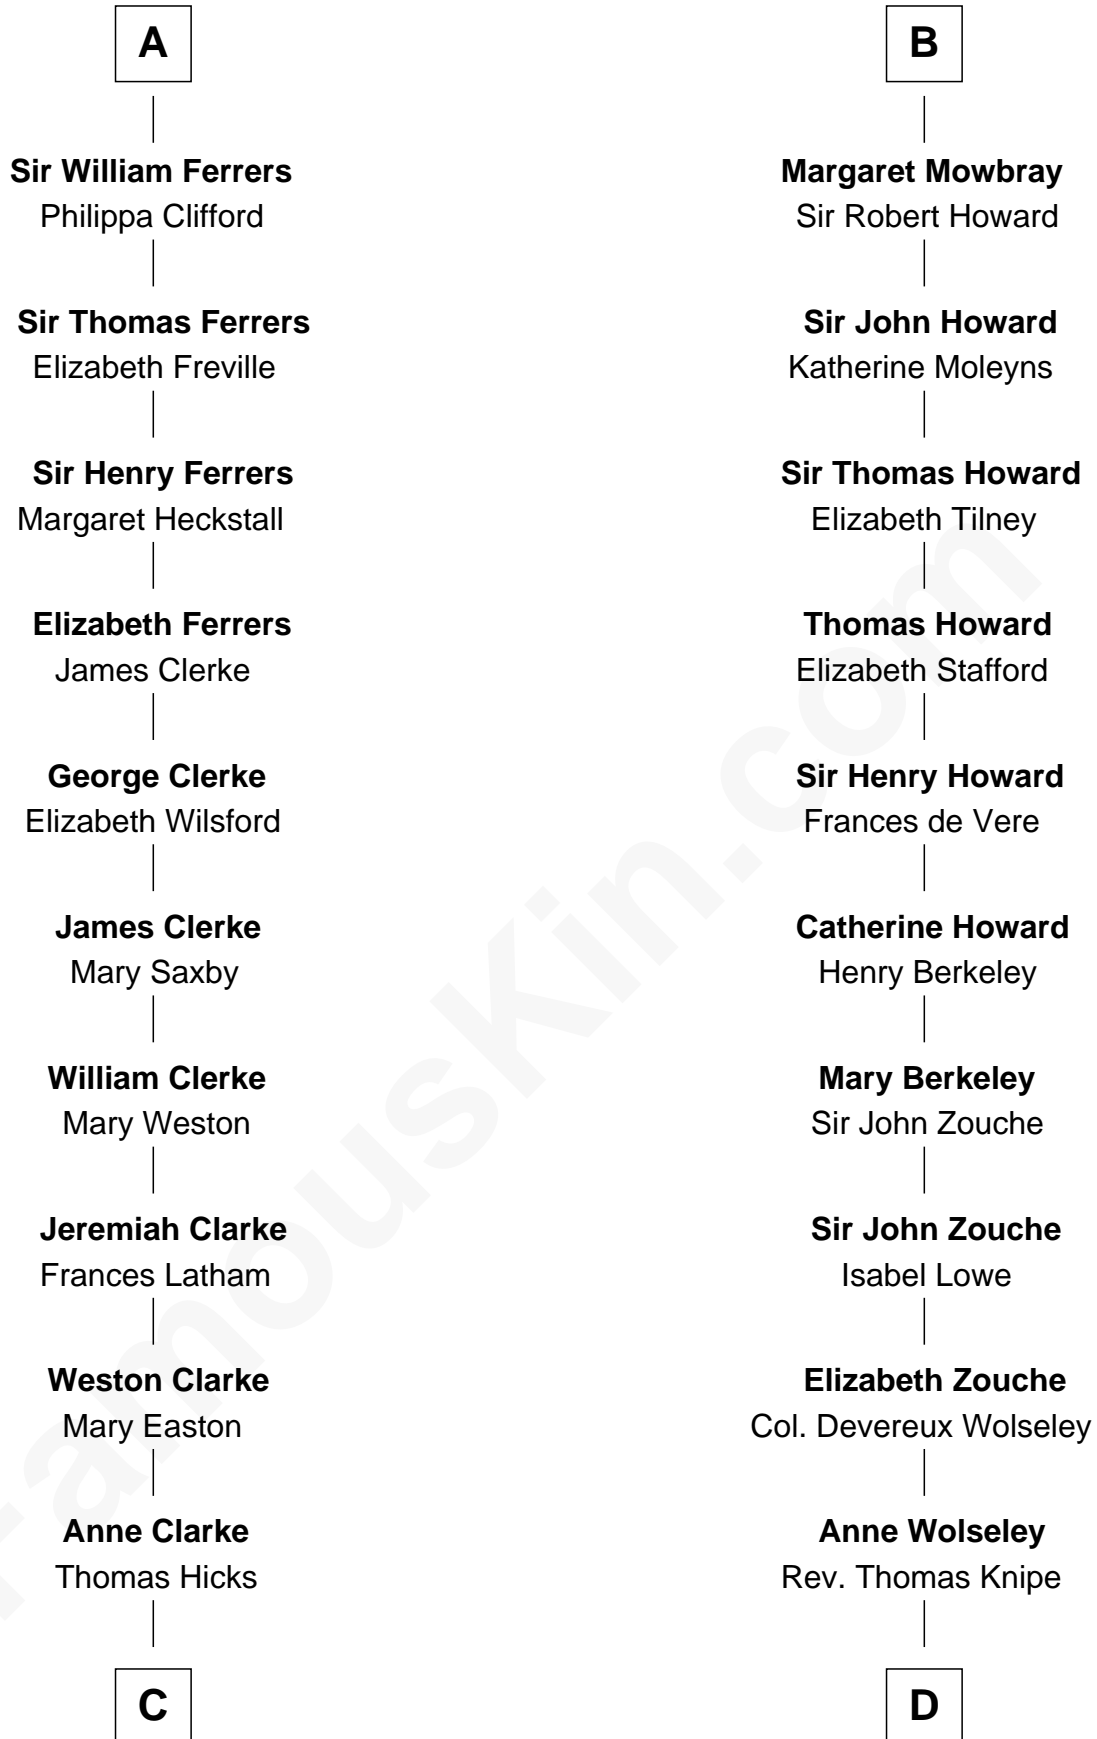 A
Sir William Ferrers
Philippa Clifford
Sir Thomas Ferrers
Elizabeth Freville
Sir Henry Ferrers
Margaret Heckstall
Elizabeth Ferrers
James Clerke
George Clerke
Elizabeth Wilsford
James Clerke
Mary Saxby
William Clerke
Mary Weston
Jeremiah Clarke
Frances Latham
Weston Clarke
Mary Easton
Anne Clarke
Thomas Hicks
C
B
Margaret Mowbray
Sir Robert Howard
Sir John Howard
Katherine Moleyns
Sir Thomas Howard
Elizabeth Tilney
Thomas Howard
Elizabeth Stafford
Sir Henry Howard
Frances de Vere
Catherine Howard
Henry Berkeley
Mary Berkeley
Sir John Zouche
Sir John Zouche
Isabel Lowe
Elizabeth Zouche
Col. Devereux Wolseley
Anne Wolseley
Rev. Thomas Knipe
D
FamousKin.com